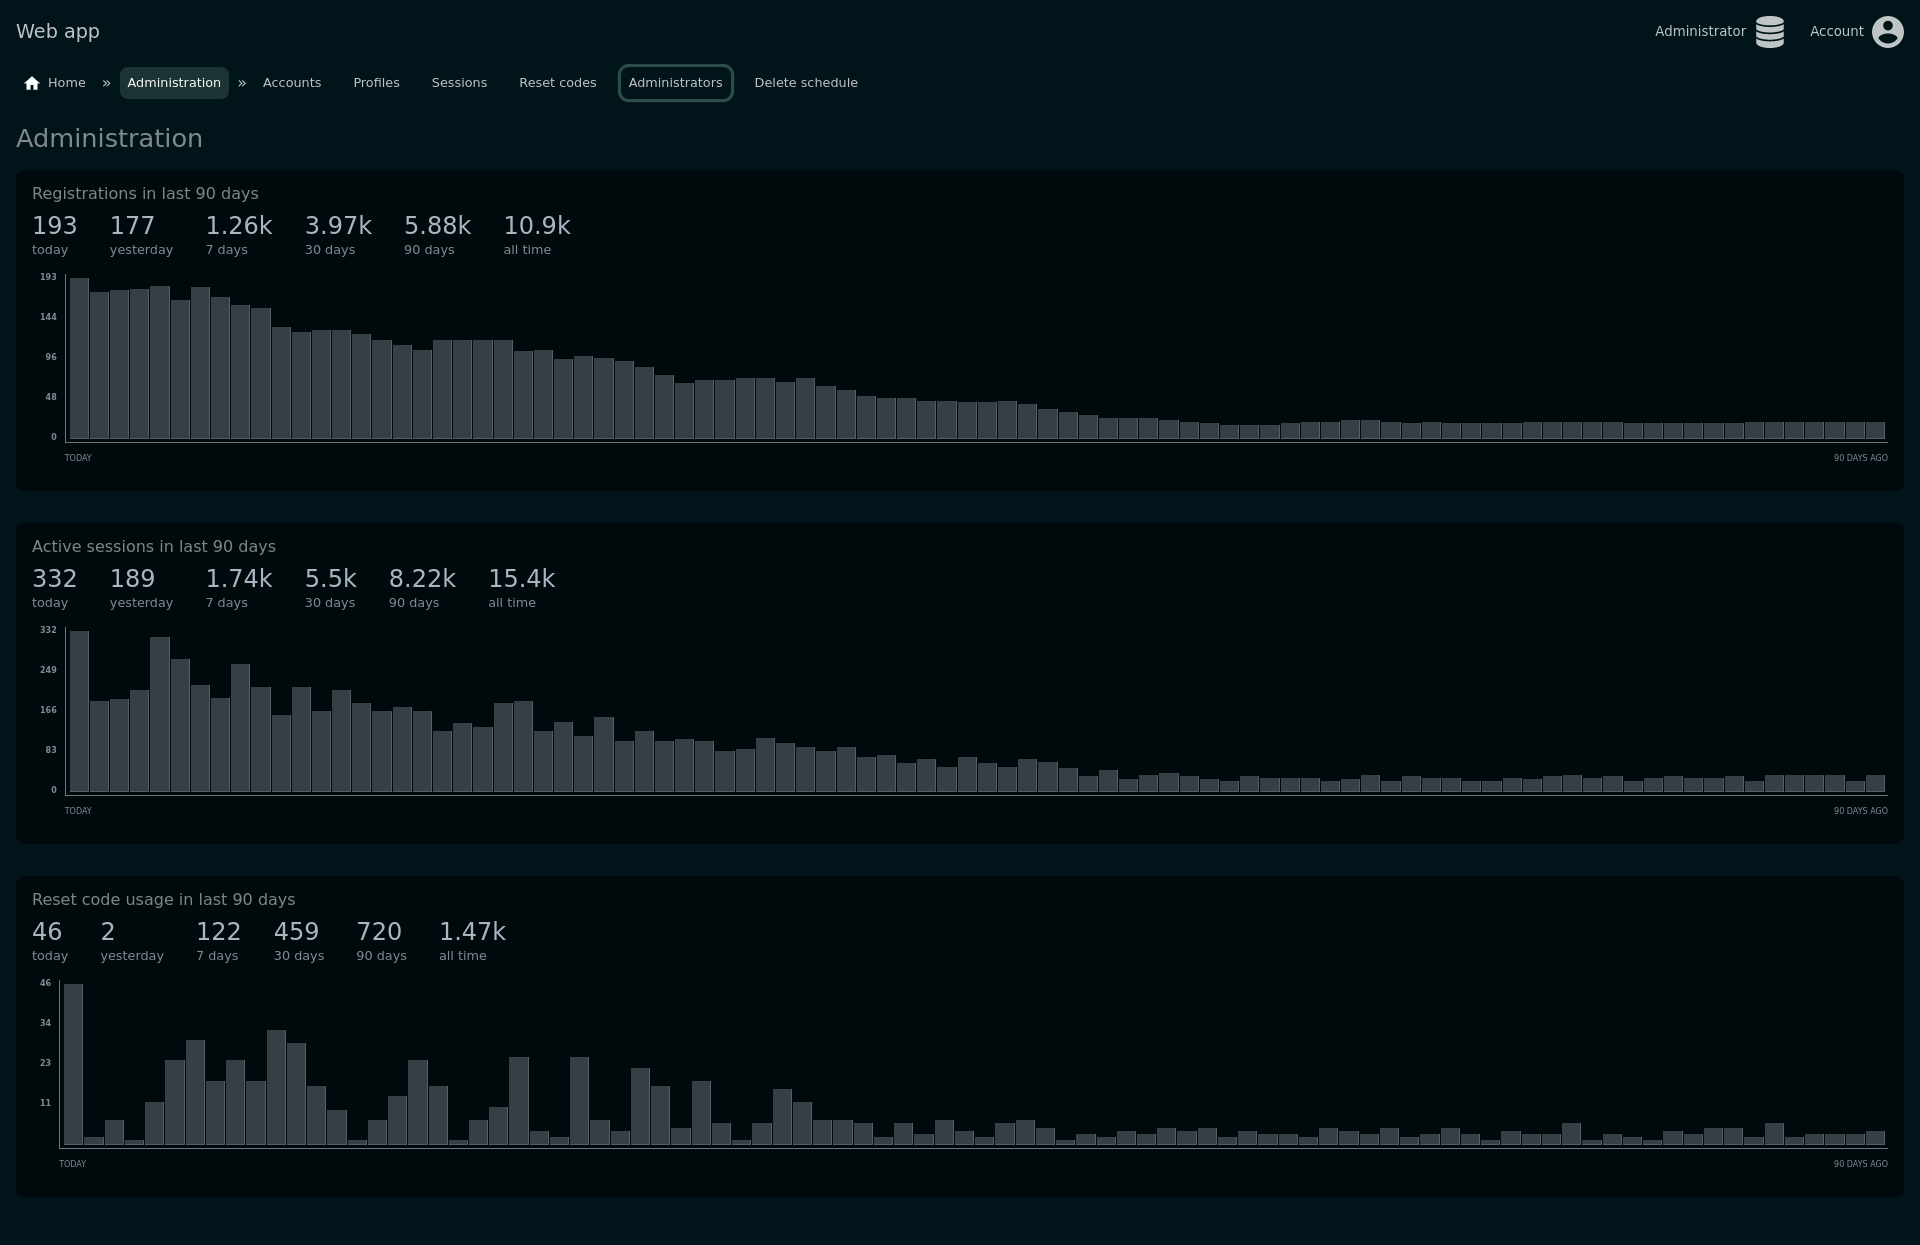 Web app
Administrator
Account
Home » Administration » Accounts Profiles Sessions Reset codes Administrators Delete schedule
Administration
Registrations in last 90 days
193 177 1.26k 3.97k 5.88k 10.9k
today yesterday 7 days 30 days 90 days all time
193
144
96
48
0
TODAY 90 DAYS AGO
Active sessions in last 90 days
332 189 1.74k 5.5k 8.22k 15.4k
today yesterday 7 days 30 days 90 days all time
332
249
166
83
0
TODAY 90 DAYS AGO
Reset code usage in last 90 days
46 2 122 459 720 1.47k
today yesterday 7 days 30 days 90 days all time
46
34
23
11
TODAY 90 DAYS AGO